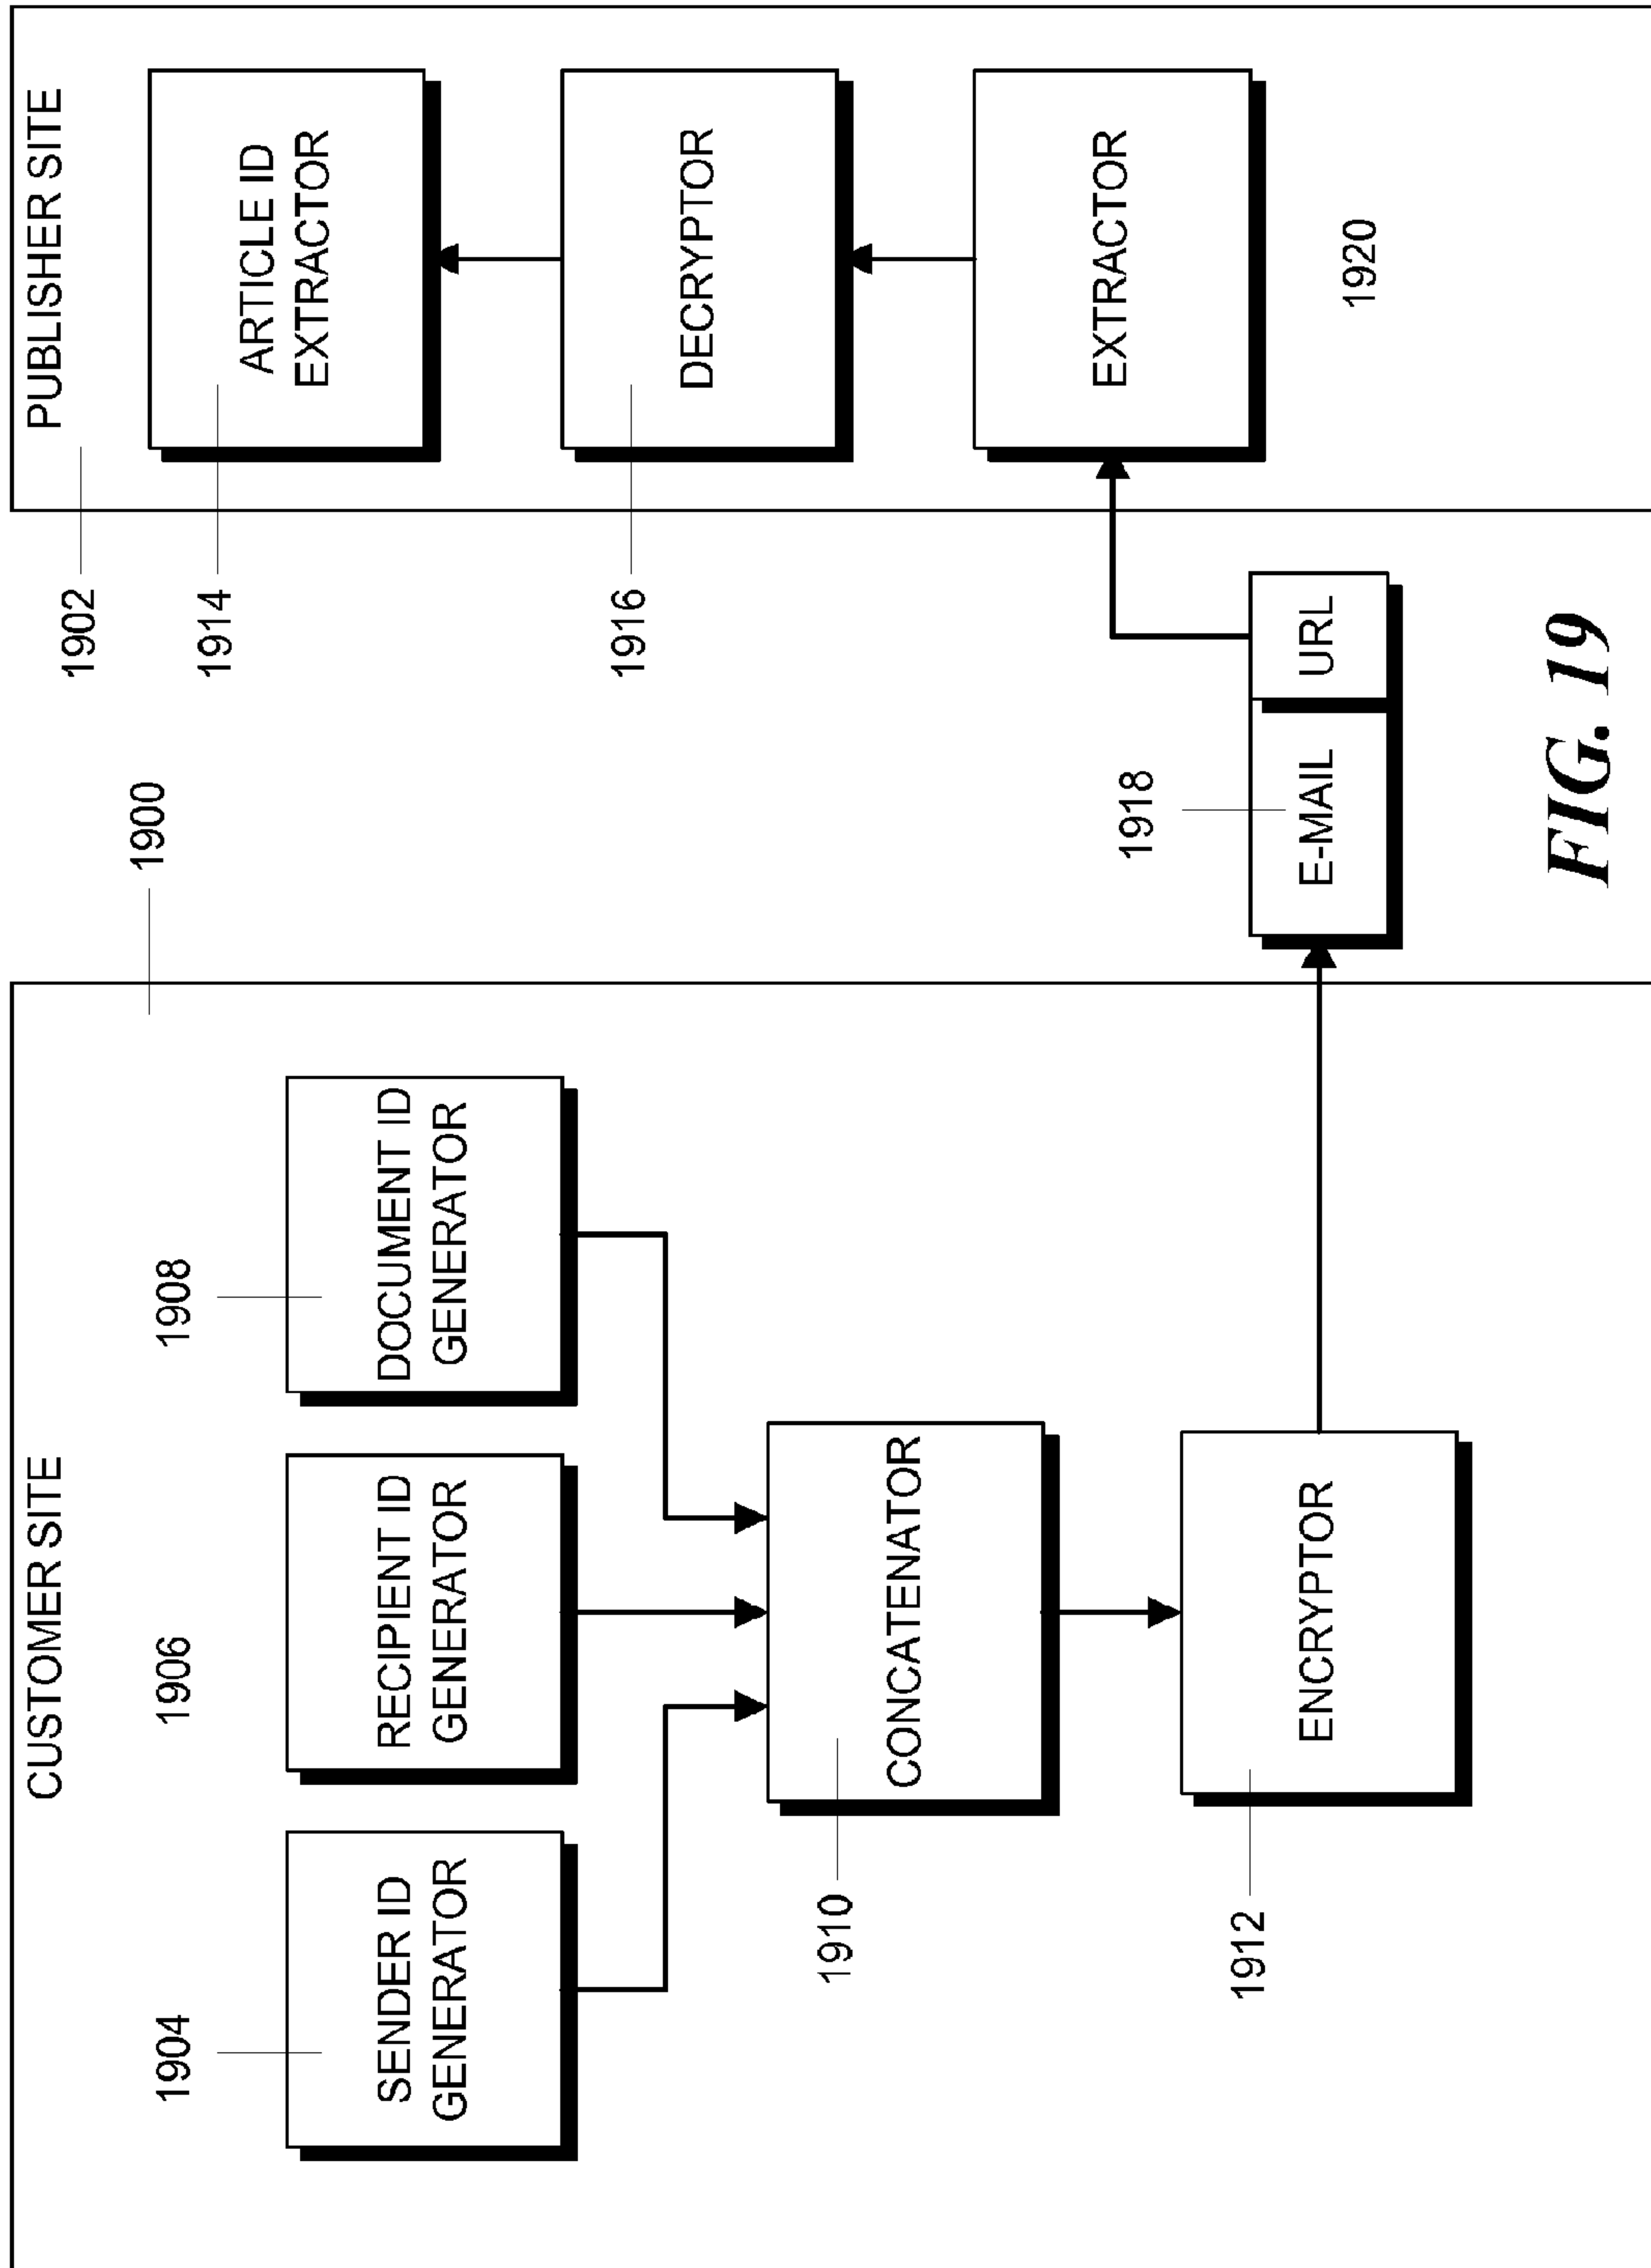 CUSTOMER SITE
1904
1906
1908
1900
SENDER ID
GENERATOR
RECIPIENT ID
GENERATOR
DOCUMENT ID
GENERATOR
1910
CONCATENATOR
1912
ENCRYPTOR
1918
E-MAIL
URL
PUBLISHER SITE
1902
1914
ARTICLE ID
EXTRACTOR
1916
DECRYPTOR
EXTRACTOR
1920
FIG. 19